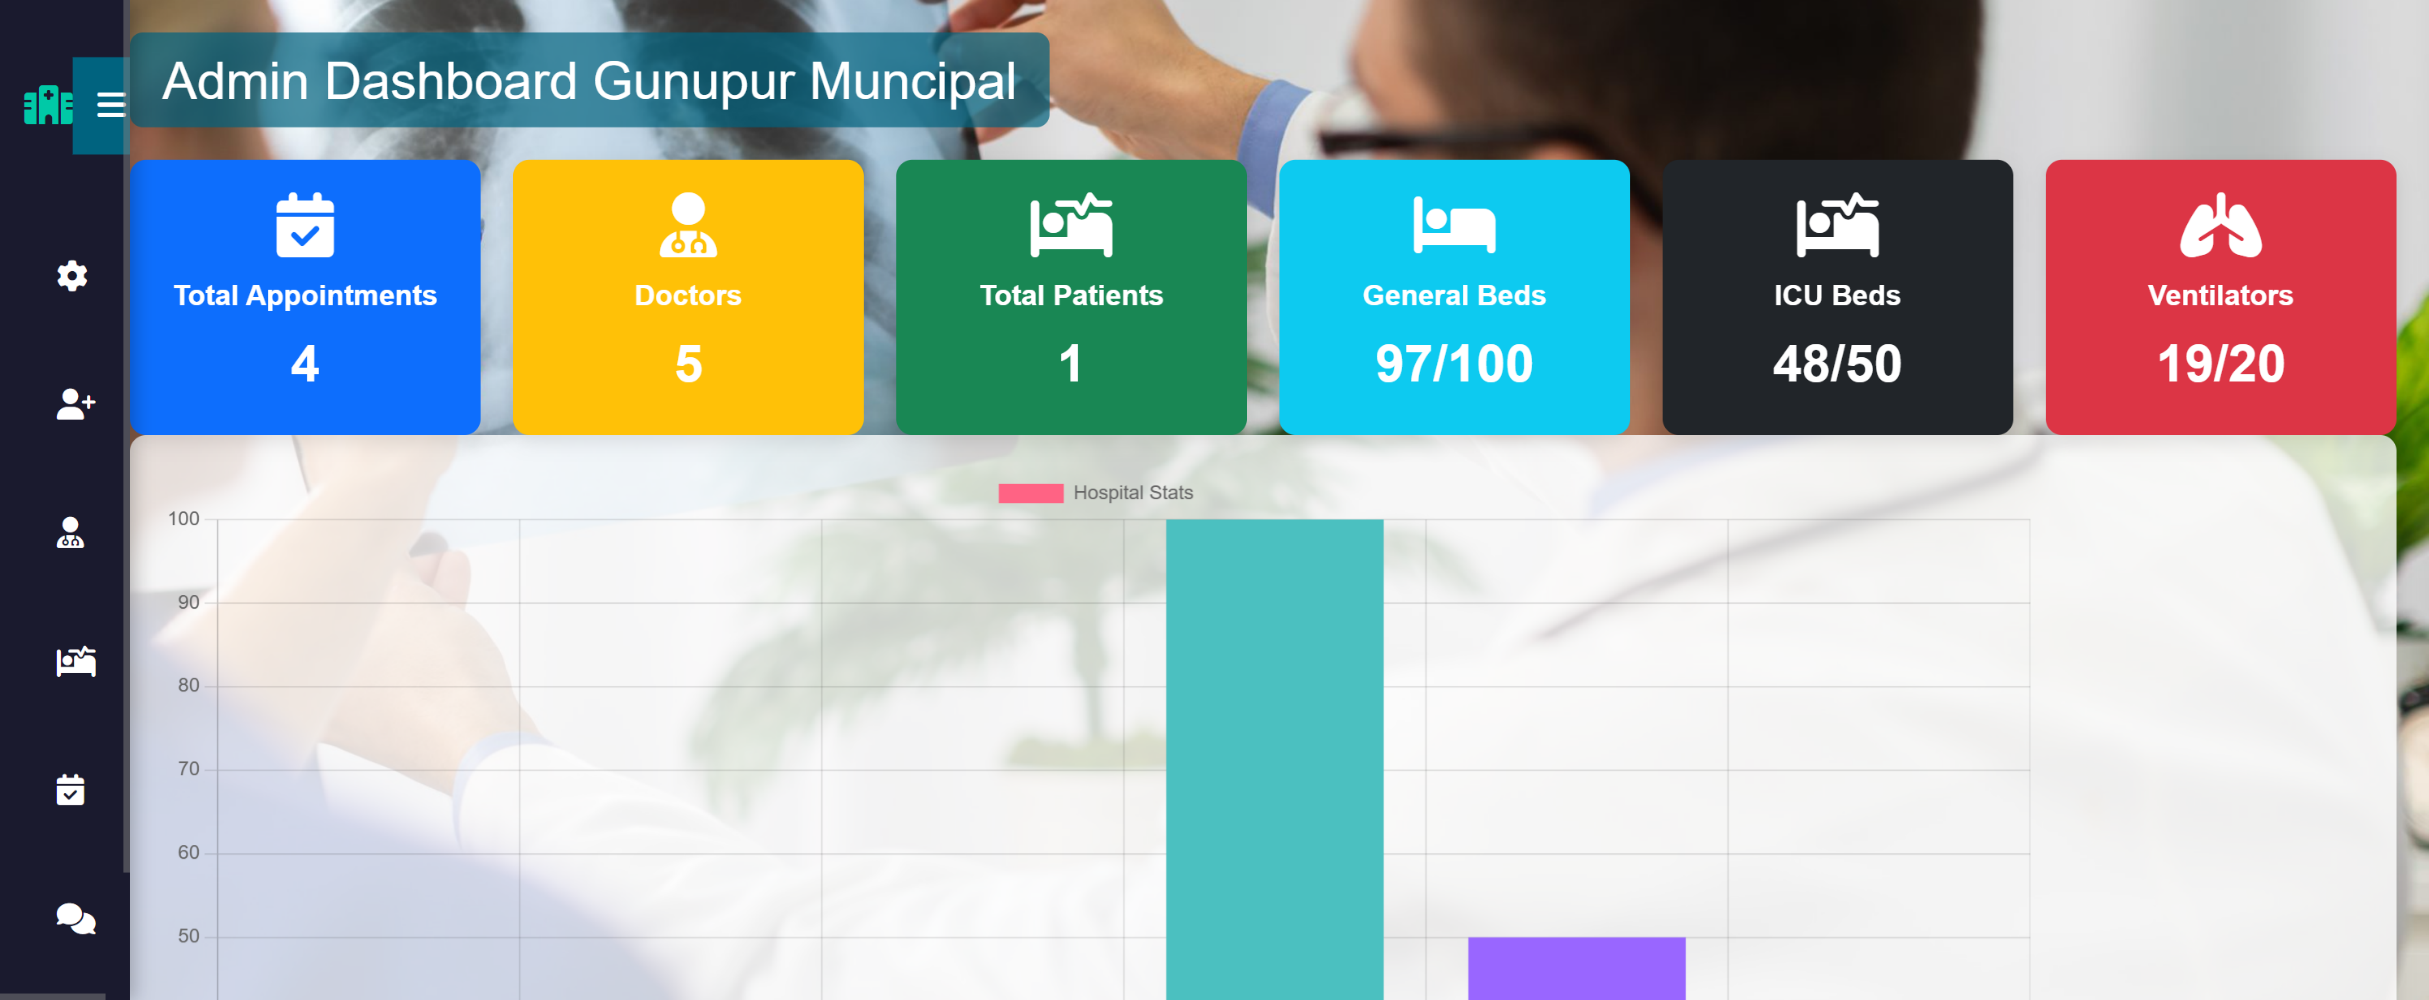 Admin Dashboard Gunupur Muncipal
Total Appointments
4
Doctors
5
Total Patients
1
General Beds
97/100
ICU Beds
48/50
Ventilators
19/20
Hospital Stats
100
90
80
70
60
50